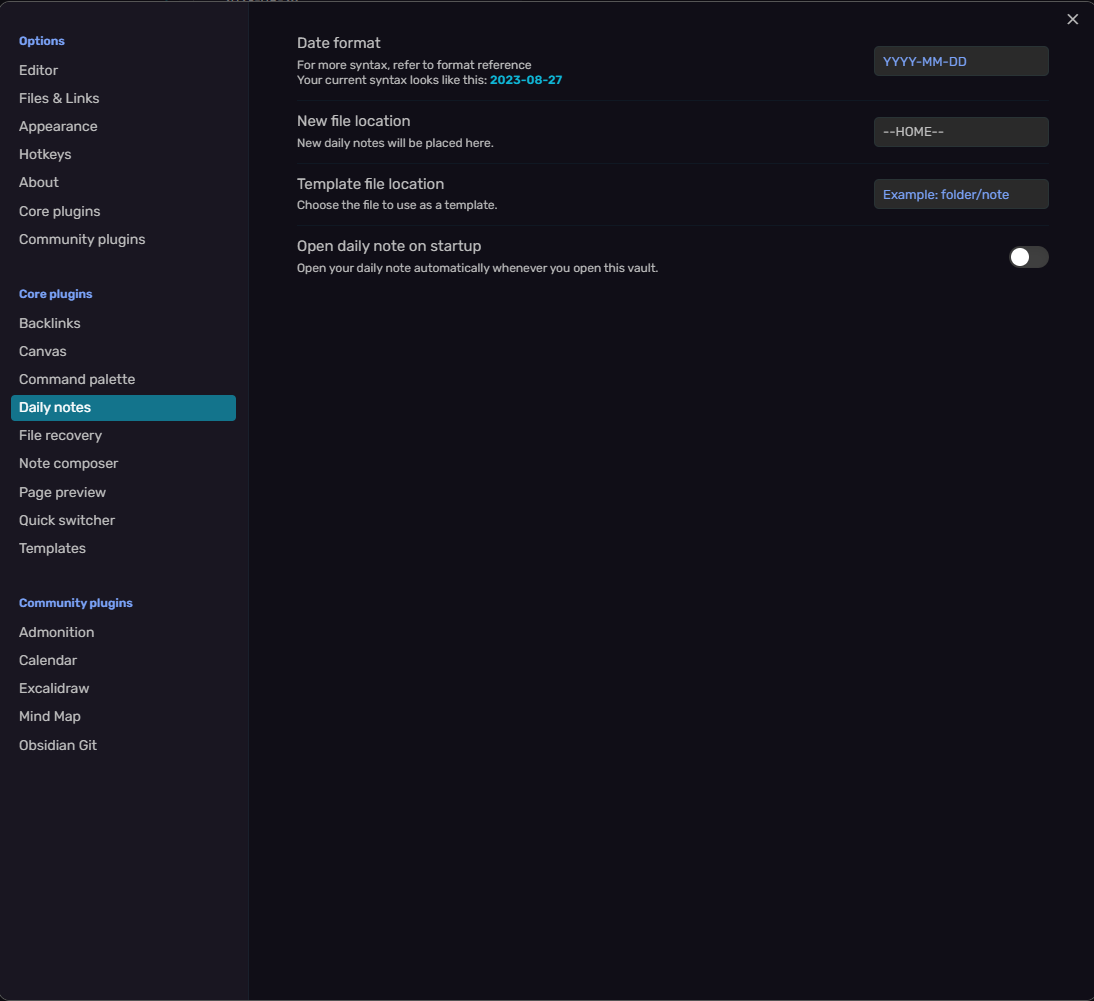 Options
Editor
Files & Links
Appearance
Hotkeys
About
Core plugins
Community plugins
Core plugins
Backlinks
Canvas
Command palette
Daily notes
File recovery
Note composer
Page preview
Quick switcher
Templates
Community plugins
Admonition
Calendar
Excalidraw
Mind Map
Obsidian Git
Date format
For more syntax, refer to format reference
Your current syntax looks like this: 2023-08-27
YYYY-MM-DD
New file location
New daily notes will be placed here.
--HOME--
Template file location
Choose the file to use as a template.
Example: folder/note
Open daily note on startup
Open your daily note automatically whenever you open this vault.